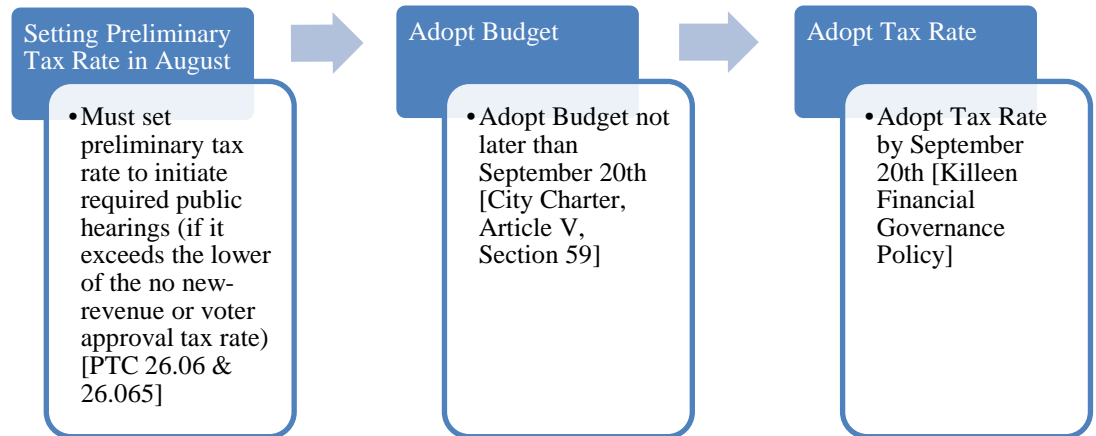 Setting Preliminary
Tax Rate in August
•Must set
preliminary tax
rate to initiate
required public
hearings (if it
exceeds the lower
of the no new-
revenue or voter
approval tax rate)
[PTC 26.06 &
26.065]
Adopt Budget
•Adopt Budget not
later than
September 20th
[City Charter,
Article V,
Section 59]
Adopt Tax Rate
•Adopt Tax Rate
by September
20th [Killeen
Financial
Governance
Policy]